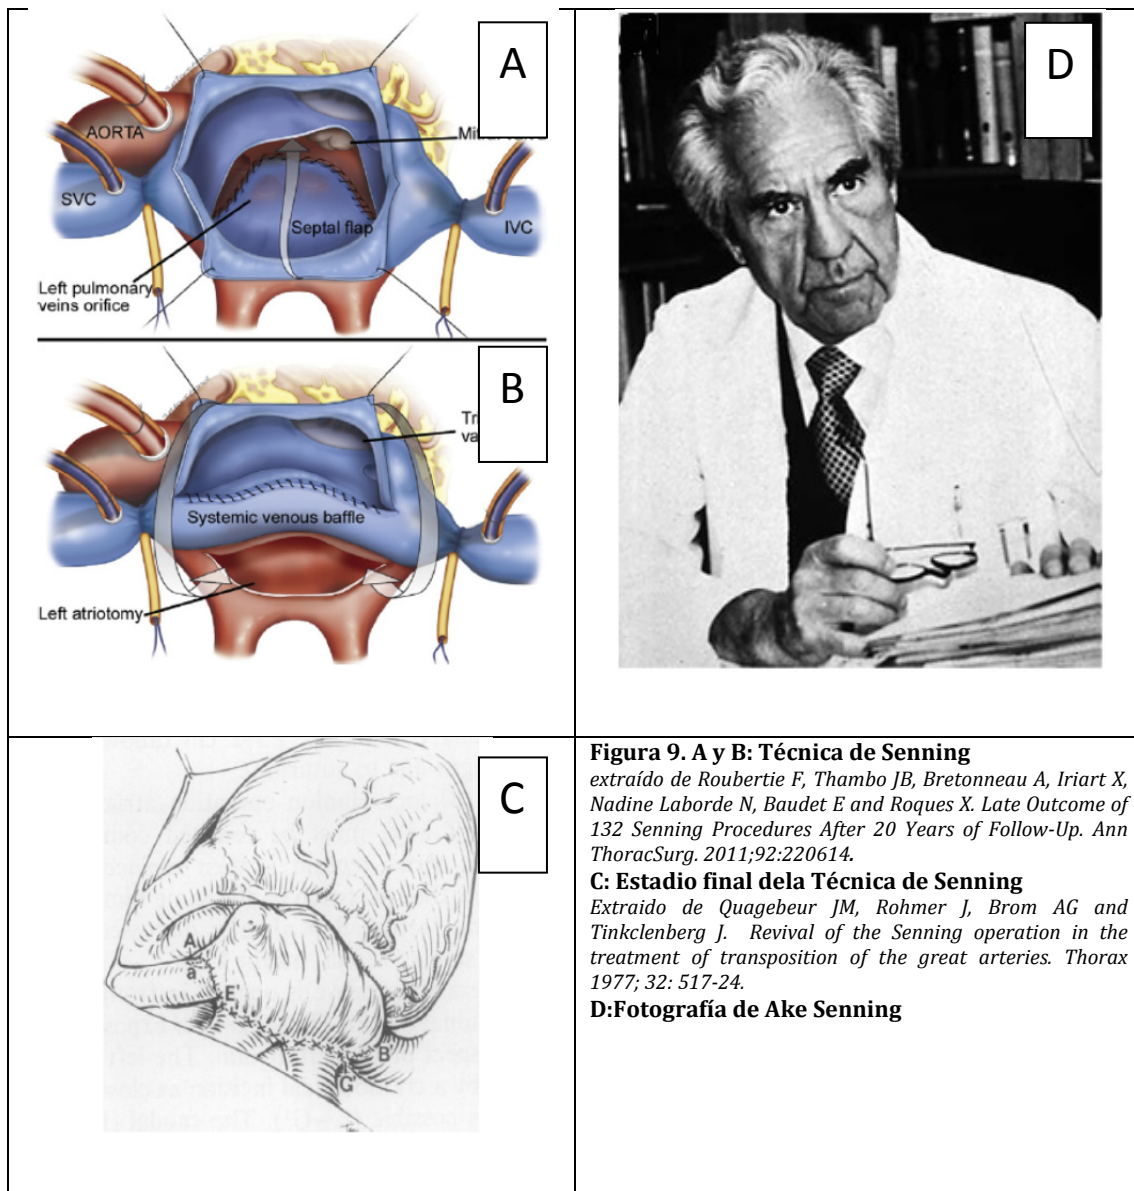 A
AORTA
SVC
Septal flap
IVC
Left pulmonary
veins orifice
B
Systemic venous baffle
Left atriotomy
D
C
A
a
E'
B'
G'
Figura 9. A y B: Técnica de Senning
extraído de Roubertie F, Thambo JB, Bretonneau A, Iriart X,
Nadine Laborde N, Baudet E and Roques X. Late Outcome of
132 Senning Procedures After 20 Years of Follow-Up. Ann
ThoracSurg. 2011;92:220614.
C: Estadio final dela Técnica de Senning
Extraido de Quagebeur JM, Rohmer J, Brom AG and
Tinkclenberg J. Revival of the Senning operation in the
treatment of transposition of the great arteries. Thorax
1977; 32: 517-24.
D:Fotografía de Ake Senning